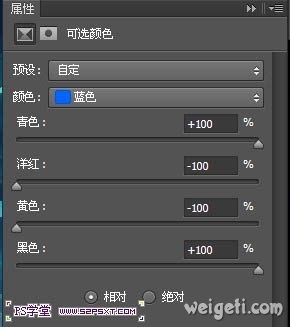 属性
可选颜色
预设： 自定
颜色： 蓝色
青色： +100 %
洋红： -100 %
黄色： -100 %
黑色： +100 %
相对 绝对
PS学堂 WWW.52PSXT.COM
weigeti.com